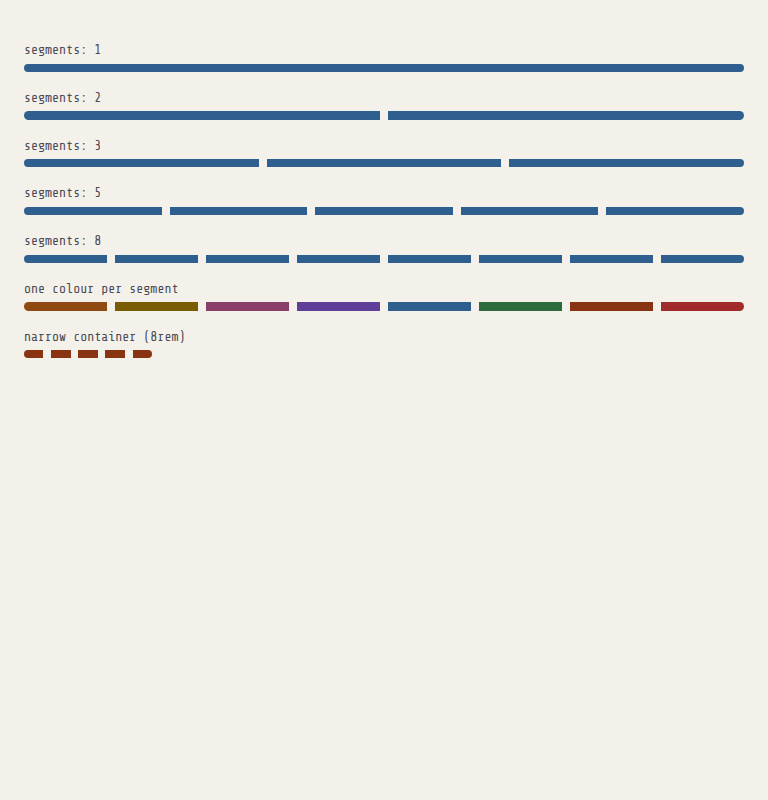 segments: 1
segments: 2
segments: 3
segments: 5
segments: 8
one colour per segment
narrow container (8rem)